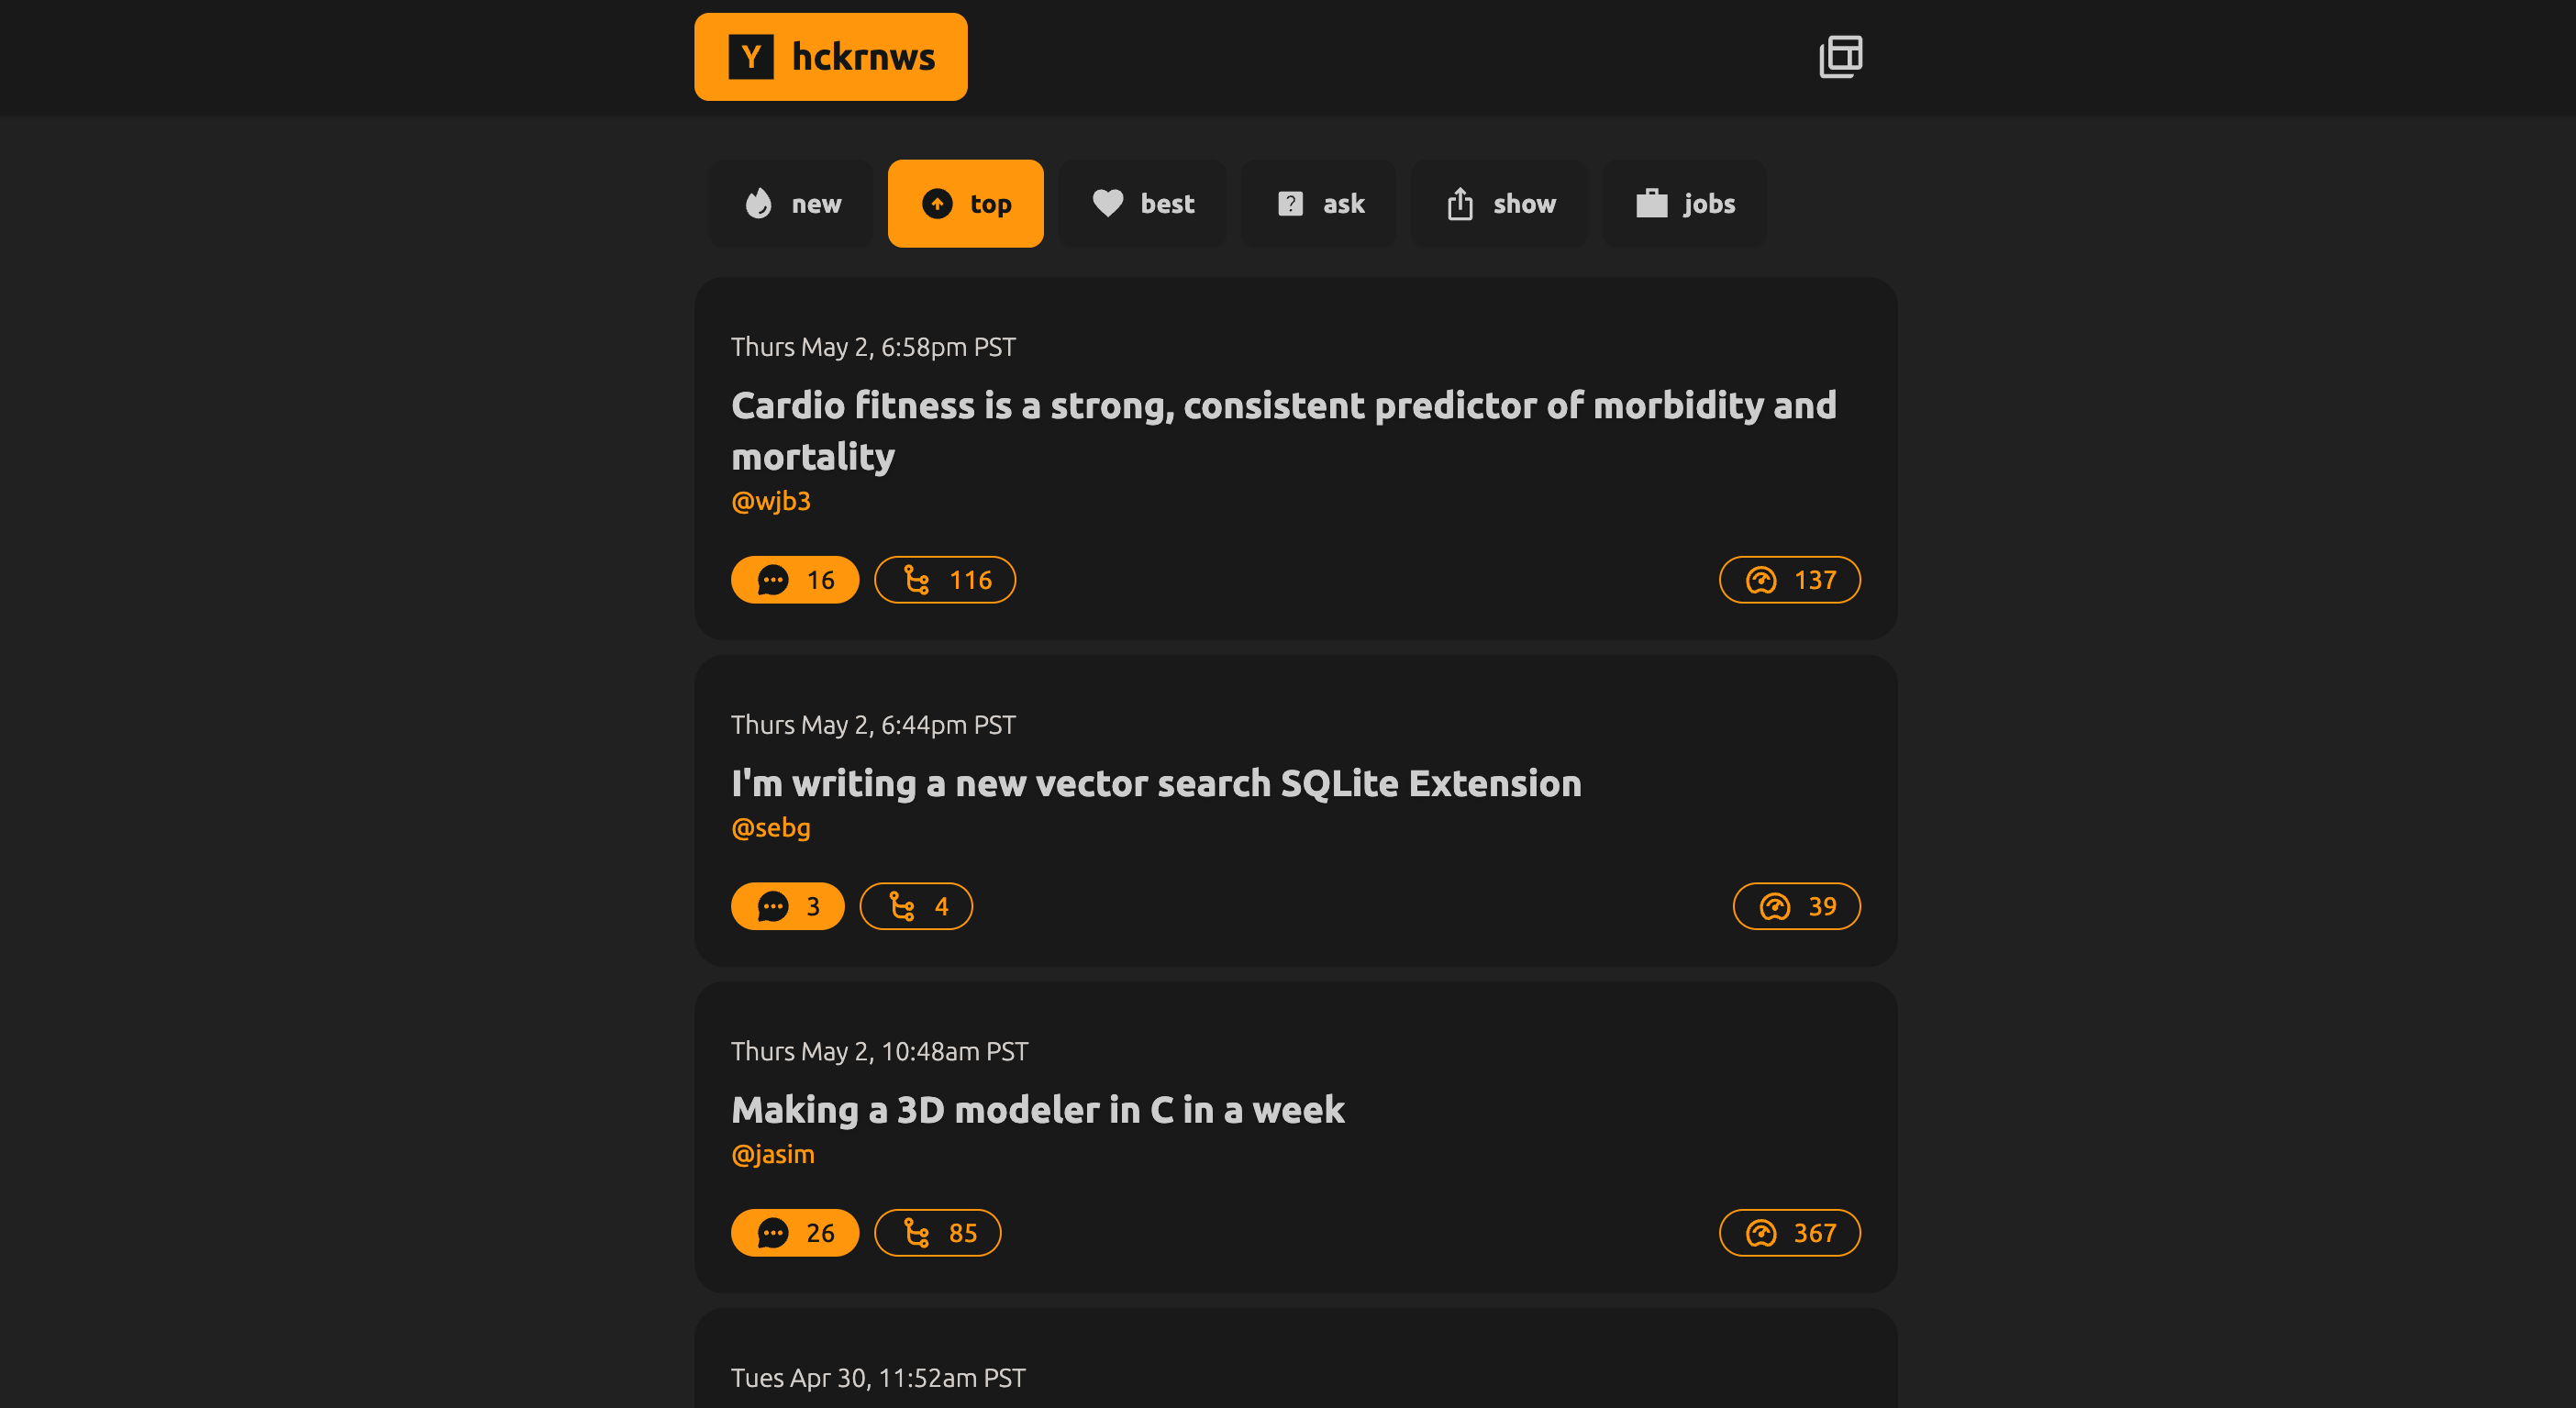 Y hckrnws
new top best ask show jobs
Thurs May 2, 6:58pm PST
Cardio fitness is a strong, consistent predictor of morbidity and
mortality
@wjb3
16 116 137
Thurs May 2, 6:44pm PST
I'm writing a new vector search SQLite Extension
@sebg
3 4 39
Thurs May 2, 10:48am PST
Making a 3D modeler in C in a week
@jasim
26 85 367
Tues Apr 30, 11:52am PST